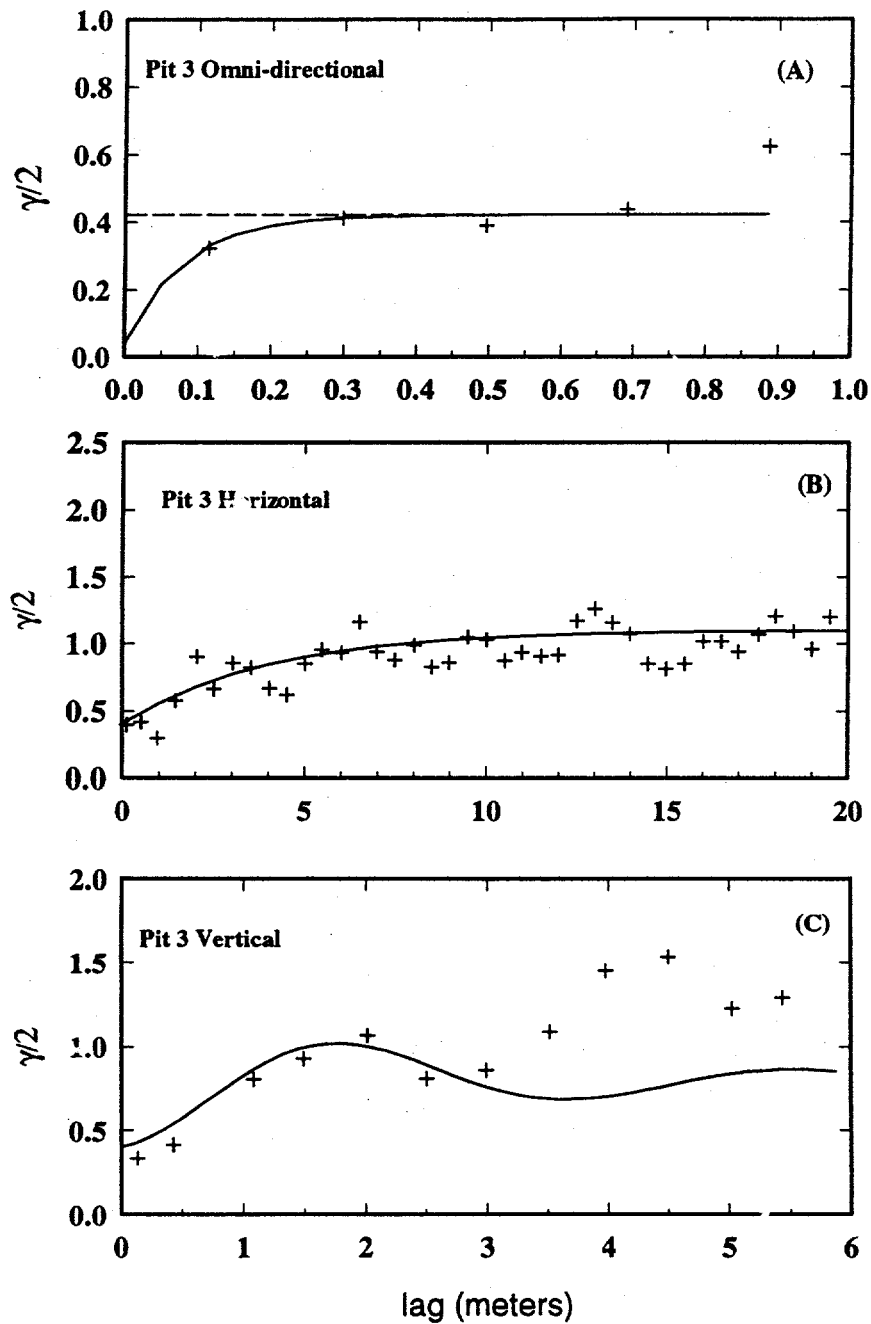 1.0
Pit 3 Omni-directional
(A)
0.8
0.6
γ/2
0.4
0.2
0.0
0.0 0.1 0.2 0.3 0.4 0.5 0.6 0.7 0.8 0.9 1.0
2.5
Pit 3 H rizontal
(B)
2.0
1.5
γ/2
1.0
0.5
0.0
0 5 10 15 20
2.0
Pit 3 Vertical
(C)
1.5
γ/2
1.0
0.5
0.0
0 1 2 3 4 5 6
lag (meters)